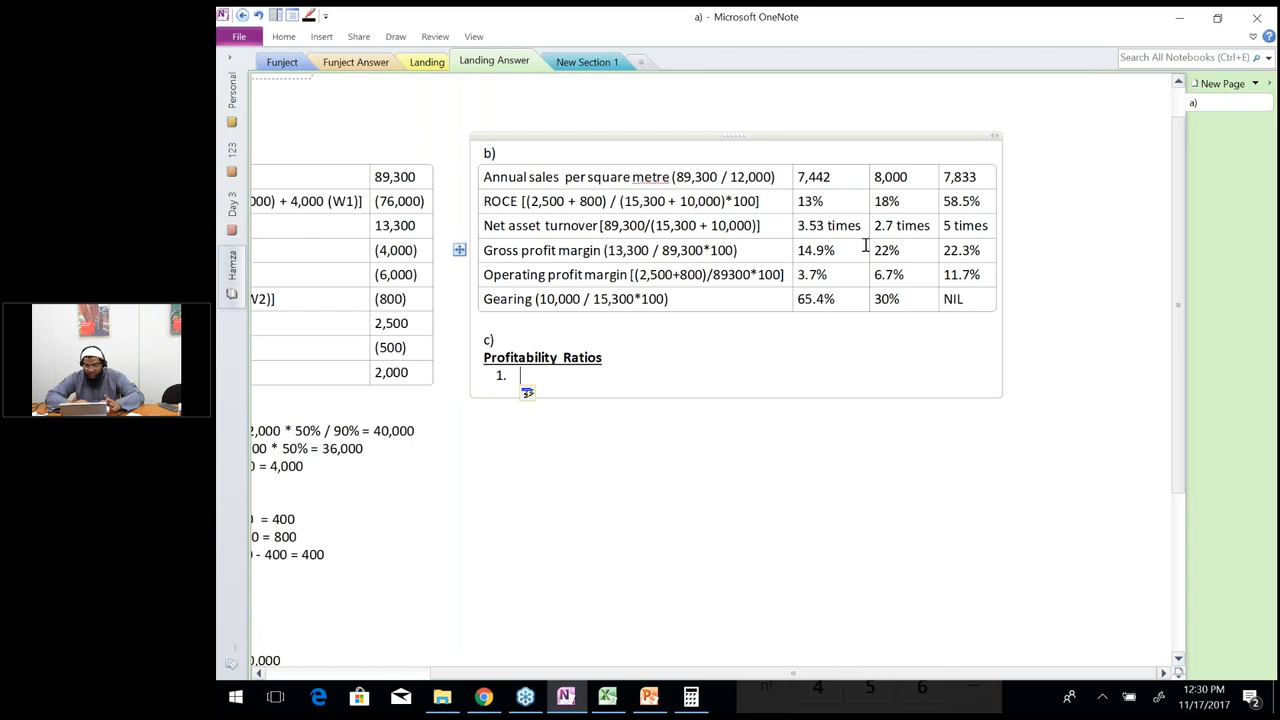 a) - Microsoft OneNote
File Home Insert Share Draw Review View
Funject Funject Answer Landing Landing Answer New Section 1
Search All Notebooks (Ctrl+E)
New Page
a)
Personal
123
Day 3
Hamza
89,300
000) + 4,000 (W1)] (76,000)
13,300
(4,000)
(6,000)
W2)] (800)
2,500
(500)
2,000
2,000 * 50% / 90% = 40,000
00 * 50% = 36,000
0 = 4,000
0 = 400
0 = 800
0 - 400 = 400
0,000
b)
Annual sales per square metre (89,300 / 12,000) 7,442 8,000 7,833
ROCE [(2,500 + 800) / (15,300 + 10,000)*100] 13% 18% 58.5%
Net asset turnover [89,300/(15,300 + 10,000)] 3.53 times 2.7 times 5 times
Gross profit margin (13,300 / 89,300*100) 14.9% 22% 22.3%
Operating profit margin [(2,500+800)/89300*100] 3.7% 6.7% 11.7%
Gearing (10,000 / 15,300*100) 65.4% 30% NIL
c)
Profitability Ratios
1.
n! 4 5 6
12:30 PM
11/17/2017
2